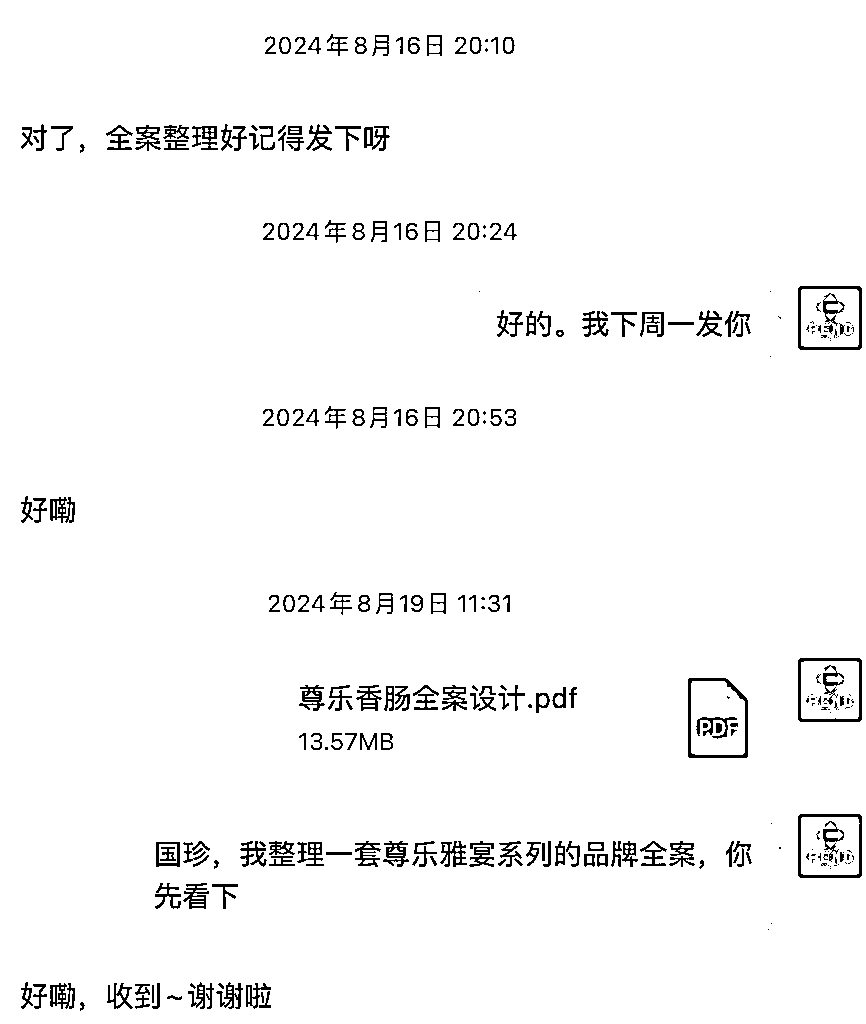 2024年8月16日 20:10
对了，全案整理好记得发下呀
2024年8月16日 20:24
好的。我下周一发你
2024年8月16日 20:53
好嘞
2024年8月19日 11:31
尊乐香肠全案设计.pdf
13.57MB
PDF
国珍，我整理一套尊乐雅宴系列的品牌全案，你
先看下
好嘞，收到~谢谢啦